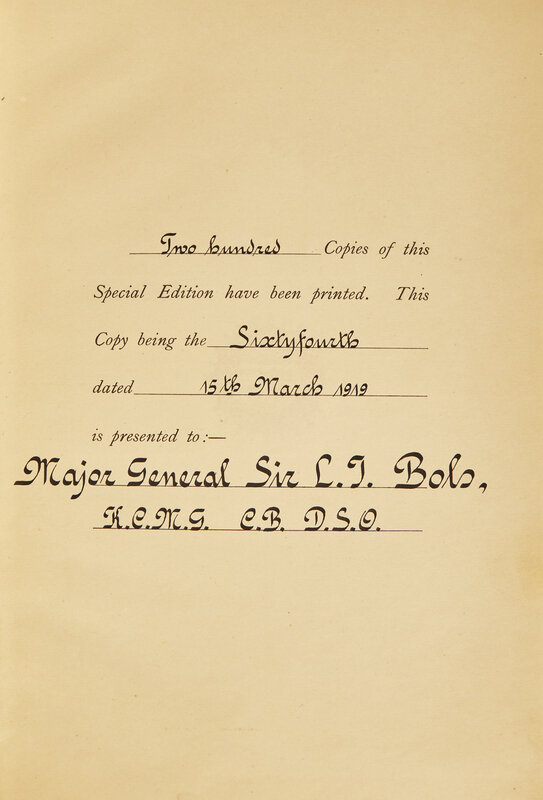 Two hundred Copies of this
Special Edition have been printed. This
Copy being the Sixtyfourth
dated 15th March 1919
is presented to:—
Major General Sir L.J. Bols,
K.C.M.G. C.B. D.S.O.